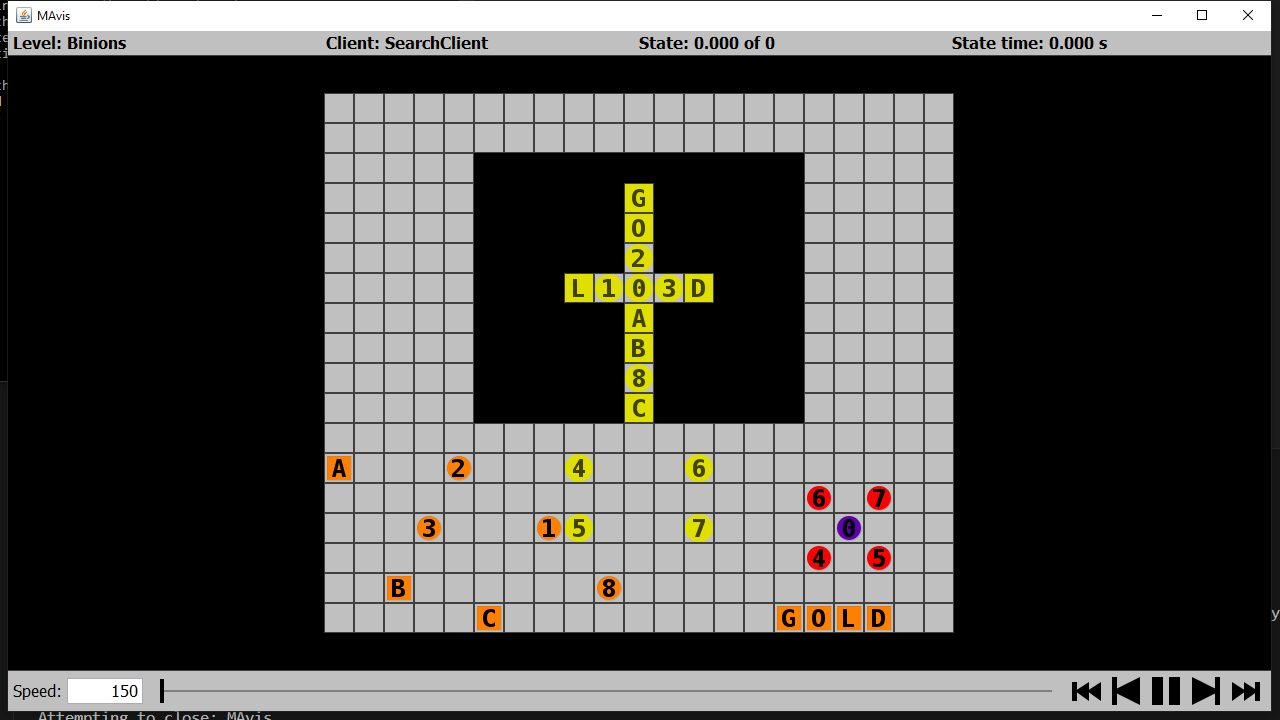 MAvis
Level: Binions Client: SearchClient State: 0.000 of 0 State time: 0.000 s
G
O
2
L 1 0 3 D
A
B
8
C
A 2 4 6
6 7
3 1 5 7 0
4 5
B 8
C G O L D
Speed: 150
Attempting to close: MAvis